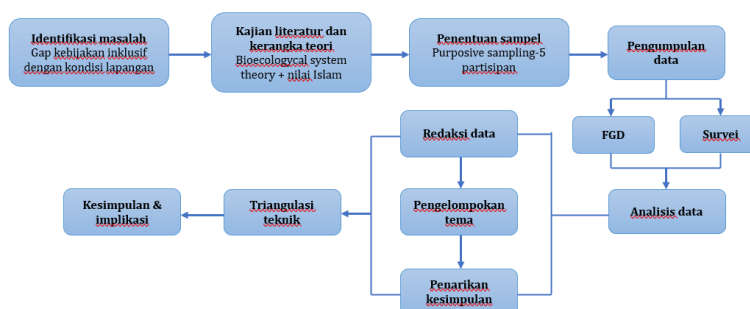 Identifikasi masalah
Gap kebijakan inklusif
dengan kondisi lapangan
Kajian literatur dan
kerangka teori
Bioecologycal system
theory + nilai Islam
Penentuan sampel
Purposive sampling-5
partisipan
Pengumpulan
data
FGD
Survei
Analisis data
Redaksi data
Pengelompokan
tema
Penarikan
kesimpulan
Triangulasi
teknik
Kesimpulan &
implikasi